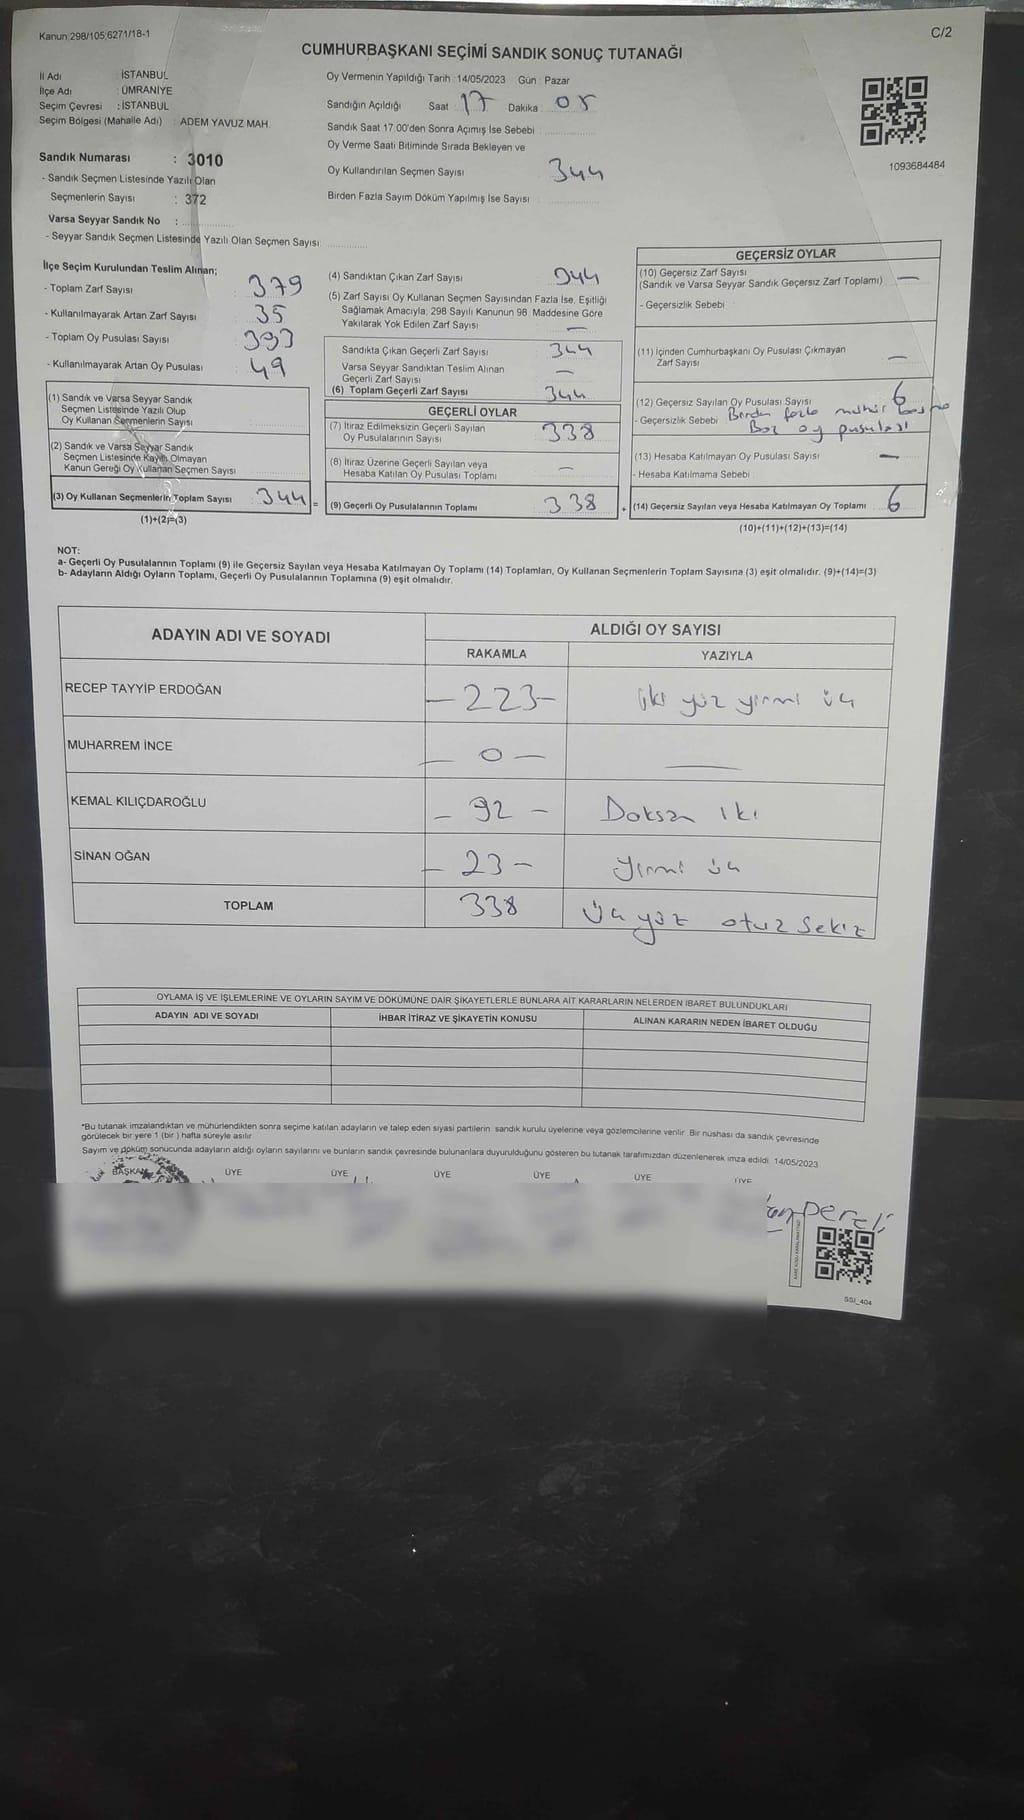 Kanun:298/105,6271/18-1
C/2
CUMHURBAŞKANI SEÇİMİ SANDIK SONUÇ TUTANAĞI
İl Adı : İSTANBUL
İlçe Adı : ÜMRANİYE
Seçim Çevresi : İSTANBUL
Seçim Bölgesi (Mahalle Adı) : ADEM YAVUZ MAH.
Sandık Numarası : 3010
- Sandık Seçmen Listesinde Yazılı Olan
Seçmenlerin Sayısı : 372
Varsa Seyyar Sandık No :
- Seyyar Sandık Seçmen Listesinde Yazılı Olan Seçmen Sayısı:
Oy Vermenin Yapıldığı Tarih : 14/05/2023 Gün : Pazar
Sandığın Açıldığı Saat 17 Dakika : 05
Sandık Saat 17:00'den Sonra Açımış İse Sebebi
Oy Verme Saati Bitiminde Sırada Bekleyen ve
Oy Kullandırılan Seçmen Sayısı 344
Birden Fazla Sayım Döküm Yapılmış İse Sayısı
1093684484
İlçe Seçim Kurulundan Teslim Alınan;
- Toplam Zarf Sayısı 379
- Kullanılmayarak Artan Zarf Sayısı 35
- Toplam Oy Pusulası Sayısı 393
- Kullanılmayarak Artan Oy Pusulası 49
(1) Sandık ve Varsa Seyyar Sandık
Seçmen Listesinde Yazılı Olup
Oy Kullanan Seçmenlerin Sayısı
(2) Sandık ve Varsa Seyyar Sandık
Seçmen Listesinde Kayıtlı Olmayan
Kanun Gereği Oy Kullanan Seçmen Sayısı
(3) Oy Kullanan Seçmenlerin Toplam Sayısı 344 =
(1)+(2)=(3)
(4) Sandıktan Çıkan Zarf Sayısı 344
(5) Zarf Sayısı Oy Kullanan Seçmen Sayısından Fazla İse, Eşitliği
Sağlamak Amacıyla; 298 Sayılı Kanunun 98. Maddesine Göre
Yakılarak Yok Edilen Zarf Sayısı —
Sandıkta Çıkan Geçerli Zarf Sayısı 344
Varsa Seyyar Sandıktan Teslim Alınan
Geçerli Zarf Sayısı —
(6) Toplam Geçerli Zarf Sayısı 344
GEÇERLİ OYLAR
(7) İtiraz Edilmeksizin Geçerli Sayılan
Oy Pusulalarının Sayısı 338
(8) İtiraz Üzerine Geçerli Sayılan veya
Hesaba Katılan Oy Pusulası Toplamı —
(9) Geçerli Oy Pusulalarının Toplamı 338 +
GEÇERSİZ OYLAR
(10) Geçersiz Zarf Sayısı
(Sandık ve Varsa Seyyar Sandık Geçersiz Zarf Toplamı) —
- Geçersizlik Sebebi :
(11) İçinden Cumhurbaşkanı Oy Pusulası Çıkmayan
Zarf Sayısı —
(12) Geçersiz Sayılan Oy Pusulası Sayısı 6
- Geçersizlik Sebebi : Birden fazla mühür basma
Boz oy pusulası
(13) Hesaba Katılmayan Oy Pusulası Sayısı —
- Hesaba Katılmama Sebebi :
(14) Geçersiz Sayılan veya Hesaba Katılmayan Oy Toplamı 6
(10)+(11)+(12)+(13)=(14)
NOT:
a- Geçerli Oy Pusulalarının Toplamı (9) ile Geçersiz Sayılan veya Hesaba Katılmayan Oy Toplamı (14) Toplamları, Oy Kullanan Seçmenlerin Toplam Sayısına (3) eşit olmalıdır. (9)+(14)=(3)
b- Adayların Aldığı Oyların Toplamı, Geçerli Oy Pusulalarının Toplamına (9) eşit olmalıdır.
ADAYIN ADI VE SOYADI ALDIĞI OY SAYISI
RAKAMLA YAZIYLA
RECEP TAYYİP ERDOĞAN — 223 — iki yüz yirmi üç
MUHARREM İNCE — 0 — —
KEMAL KILIÇDAROĞLU — 92 — Doksan iki
SİNAN OĞAN — 23 — Yirmi üç
TOPLAM 338 Üç yüz otuz sekiz
OYLAMA İŞ VE İŞLEMLERİNE VE OYLARIN SAYIM VE DÖKÜMÜNE DAİR ŞİKAYETLERLE BUNLARA AİT KARARLARIN NELERDEN İBARET BULUNDUKLARI
ADAYIN ADI VE SOYADI İHBAR İTİRAZ VE ŞİKAYETİN KONUSU ALINAN KARARIN NEDEN İBARET OLDUĞU
*Bu tutanak imzalandıktan ve mühürlendikten sonra seçime katılan adayların ve talep eden siyasi partilerin sandık kurulu üyelerine veya gözlemcilerine verilir. Bir nüshası da sandık çevresinde
görülecek bir yere 1 (bir) hafta süreyle asılır.
Sayım ve döküm sonucunda adayların aldığı oyların sayılarını ve bunların sandık çevresinde bulunanlara duyurulduğunu gösteren bu tutanak tarafımızdan düzenlenerek imza edildi. 14/05/2023
BAŞKAN ÜYE ÜYE ÜYE ÜYE ÜYE ÜYE
SSI_404